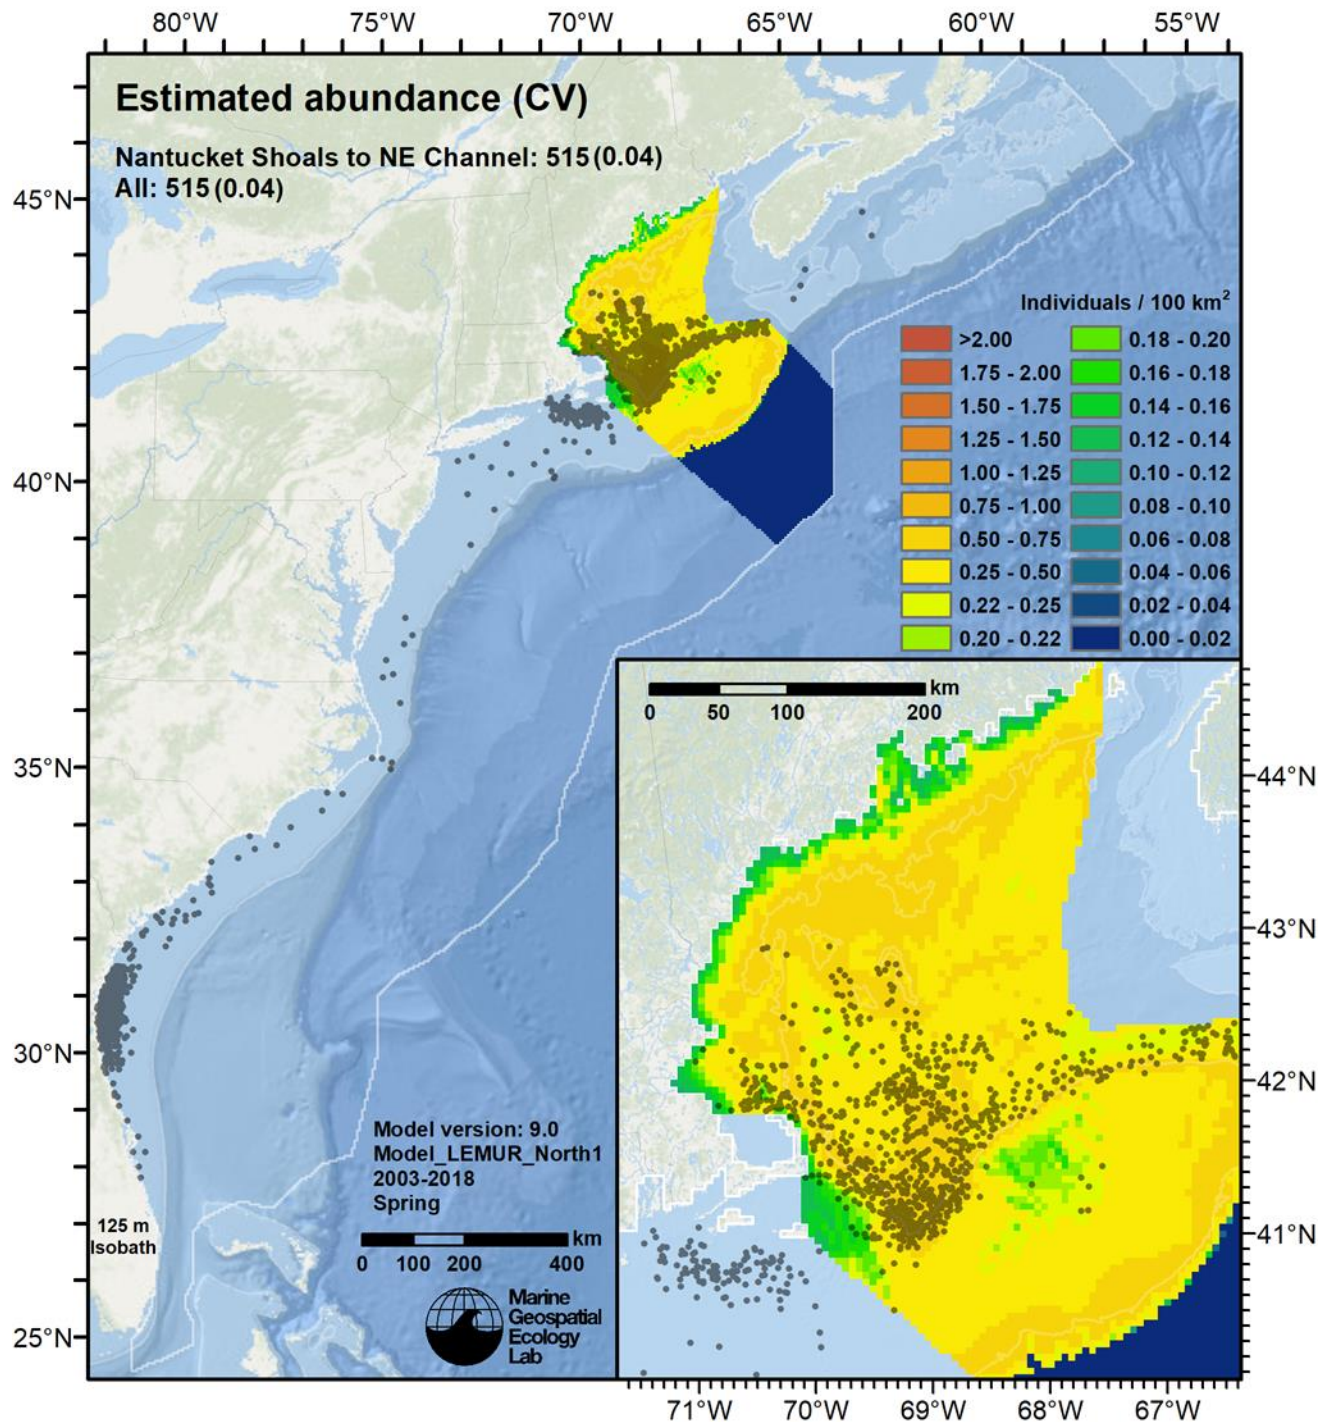 80°W 75°W 70°W 65°W 60°W 55°W
Estimated abundance (CV)
Nantucket Shoals to NE Channel: 515 (0.04)
All: 515 (0.04)
45°N
40°N
35°N
30°N
25°N
Individuals / 100 km²
>2.00 0.18 - 0.20
1.75 - 2.00 0.16 - 0.18
1.50 - 1.75 0.14 - 0.16
1.25 - 1.50 0.12 - 0.14
1.00 - 1.25 0.10 - 0.12
0.75 - 1.00 0.08 - 0.10
0.50 - 0.75 0.06 - 0.08
0.25 - 0.50 0.04 - 0.06
0.22 - 0.25 0.02 - 0.04
0.20 - 0.22 0.00 - 0.02
km
0 50 100 200
44°N
43°N
42°N
41°N
71°W 70°W 69°W 68°W 67°W
Model version: 9.0
Model_LEMUR_North1
2003-2018
Spring
125 m
Isobath
km
0 100 200 400
Marine
Geospatial
Ecology
Lab